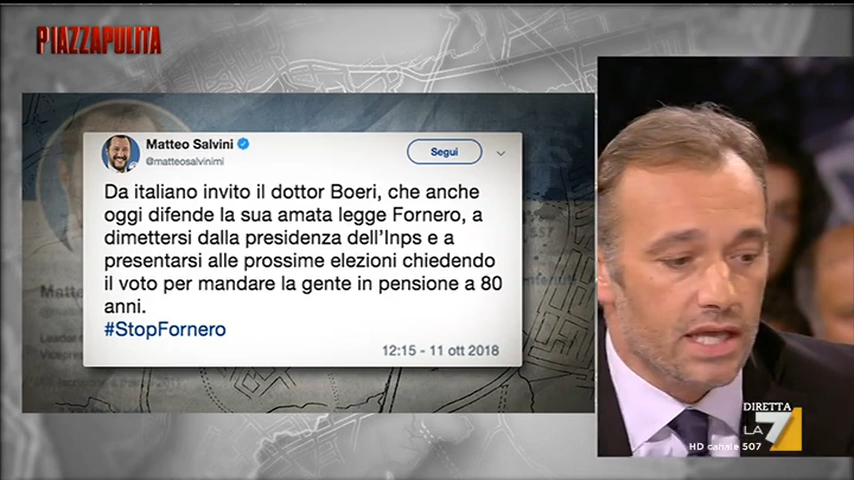 PIAZZAPULITA
Matteo Salvini
@matteosalvinimi
Segui
Da italiano invito il dottor Boeri, che anche
oggi difende la sua amata legge Fornero, a
dimettersi dalla presidenza dell'Inps e a
presentarsi alle prossime elezioni chiedendo
il voto per mandare la gente in pensione a 80
anni.
#StopFornero
12:15 - 11 ott 2018
DIRETTA
LA 7
HD canale 507